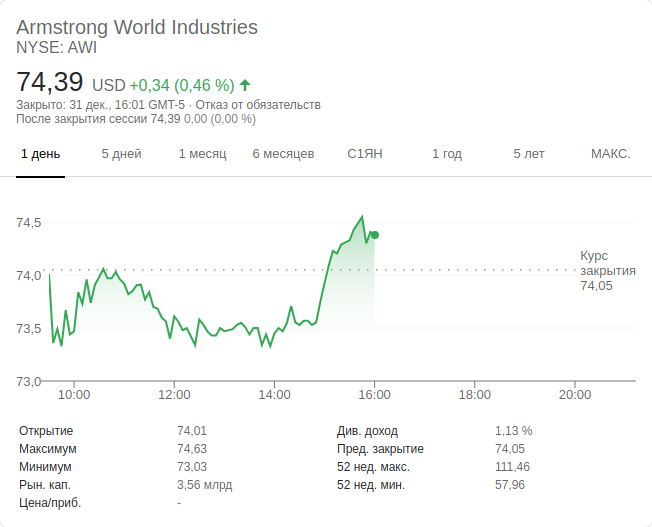 Armstrong World Industries
NYSE: AWI
74,39 USD +0,34 (0,46 %)
Закрыто: 31 дек., 16:01 GMT-5 · Отказ от обязательств
После закрытия сессии 74,39 0,00 (0,00 %)
1 день 5 дней 1 месяц 6 месяцев С1ЯН 1 год 5 лет МАКС.
74,5
Курс
74,0 закрытия
74,05
73,5
73,0
10:00 12:00 14:00 16:00 18:00 20:00
Открытие 74,01 Див. доход 1,13 %
Максимум 74,63 Пред. закрытие 74,05
Минимум 73,03 52 нед. макс. 111,46
Рын. кап. 3,56 млрд 52 нед. мин. 57,96
Цена/приб. -